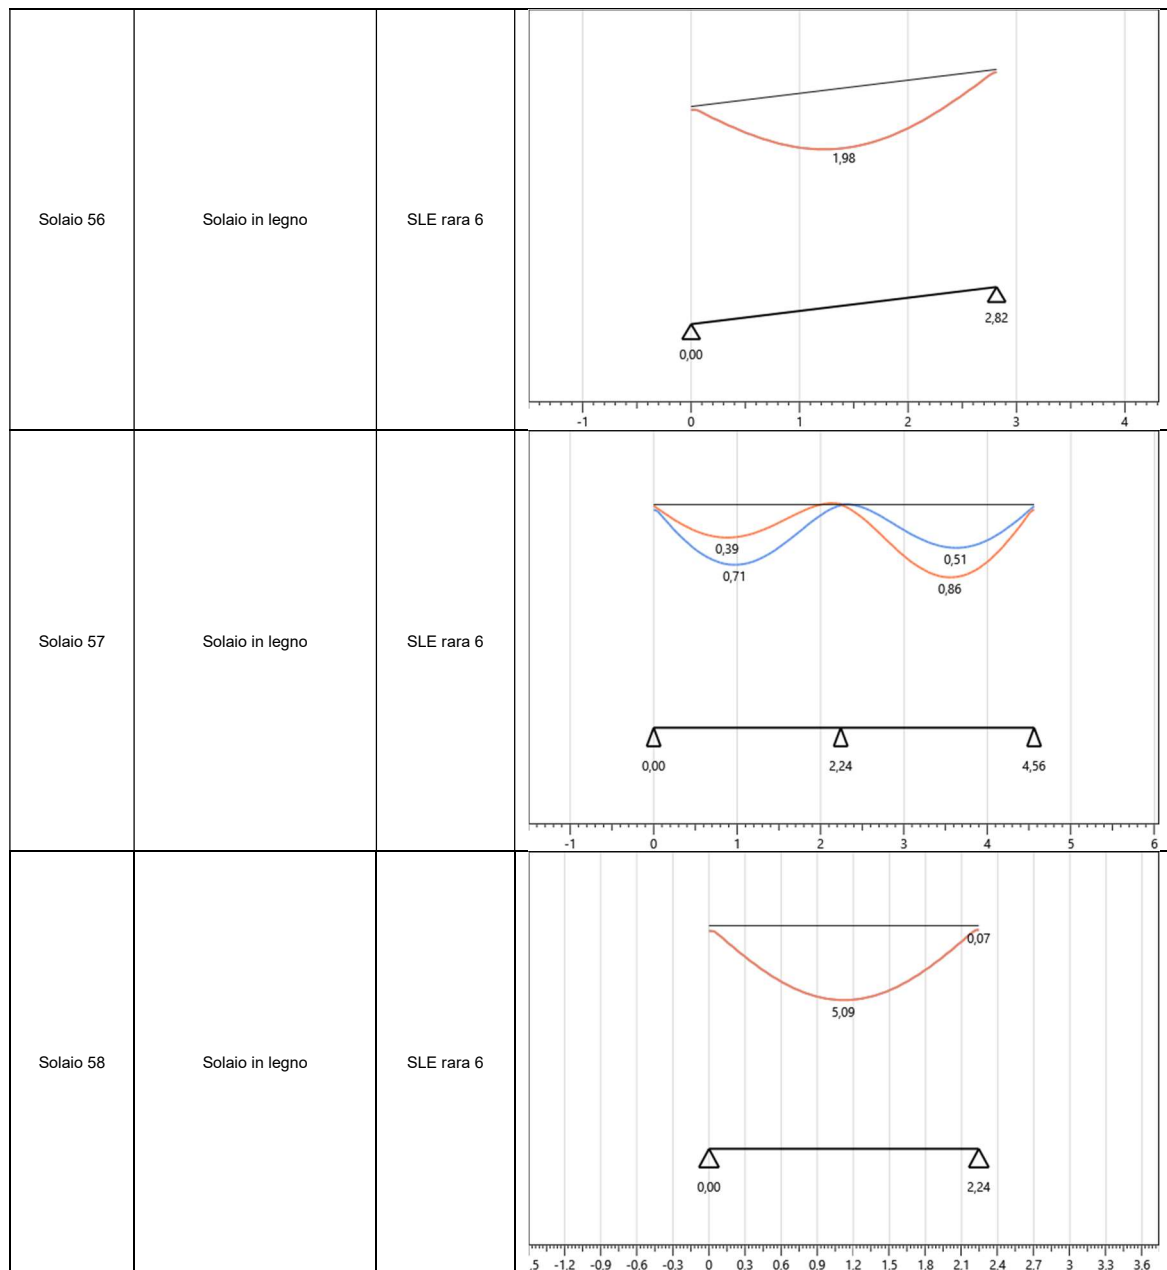 Solaio 56
Solaio in legno
SLE rara 6
1,98
2,82
0,00
-1 0 1 2 3 4
Solaio 57
Solaio in legno
SLE rara 6
0,39
0,71
0,51
0,86
0,00 2,24 4,56
-1 0 1 2 3 4 5 6
Solaio 58
Solaio in legno
SLE rara 6
0,07
5,09
0,00 2,24
.5 -1.2 -0.9 -0.6 -0.3 0 0.3 0.6 0.9 1.2 1.5 1.8 2.1 2.4 2.7 3 3.3 3.6